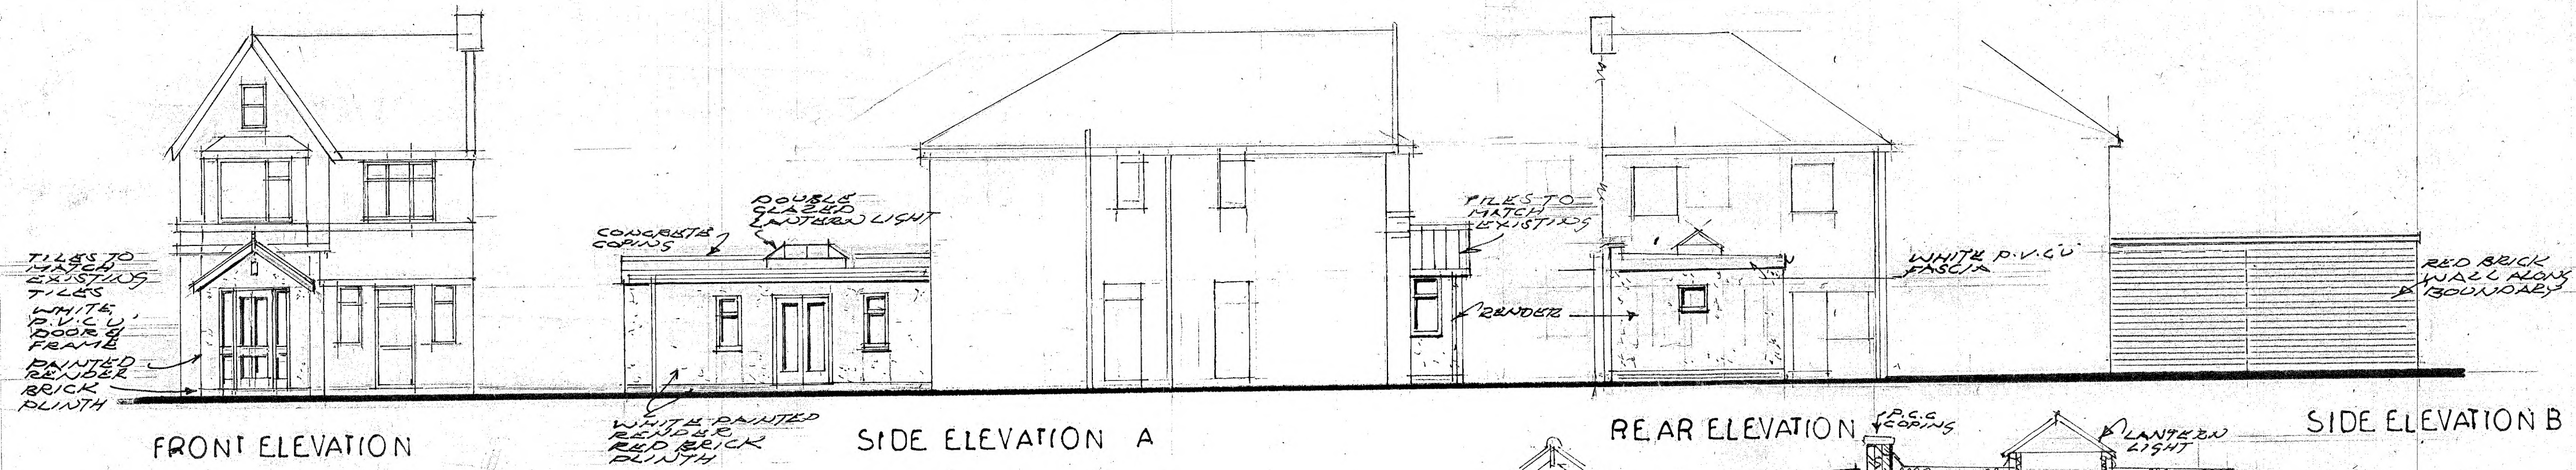 TILES TO
MATCH
EXISTING
TILES
WHITE
P.V.C U
DOOR &
FRAME
PAINTED
RENDER
BRICK
PLINTH
FRONT ELEVATION
CONCRETE
COPING
DOUBLE
GLAZED
LANTERN LIGHT
WHITE PAINTED
RENDER
RED BRICK
PLINTH
SIDE ELEVATION A
TILES TO
MATCH
EXISTING
RENDER
WHITE P.V.C U
FASCIA
REAR ELEVATION
P.C.C
COPING
LANTERN
LIGHT
RED BRICK
WALL ALONG
BOUNDARY
SIDE ELEVATION B